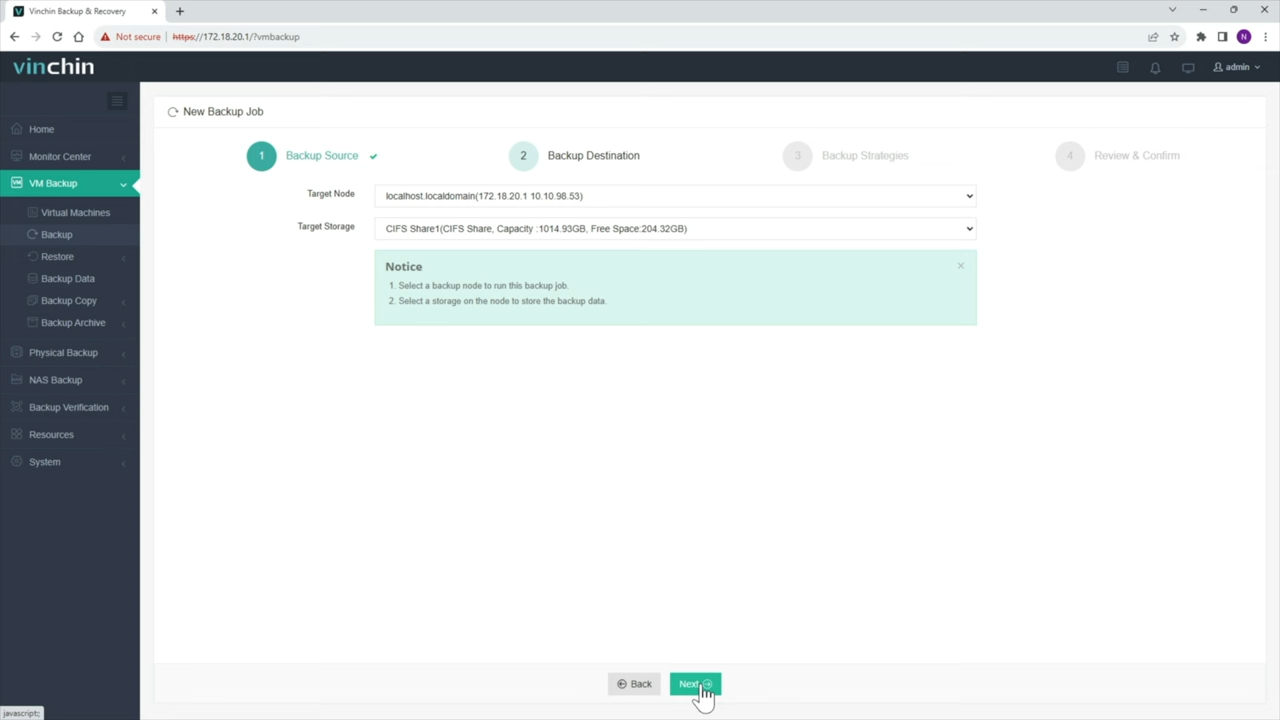 Vinchin Backup & Recovery
Not secure
https://172.18.20.1/?vmbackup
N
vinchin
admin
Home
Monitor Center
VM Backup
Virtual Machines
Backup
Restore
Backup Data
Backup Copy
Backup Archive
Physical Backup
NAS Backup
Backup Verification
Resources
System
New Backup Job
1 Backup Source
2 Backup Destination
3 Backup Strategies
4 Review & Confirm
Target Node
localhost.localdomain(172.18.20.1 10.10.98.53)
Target Storage
CIFS Share1(CIFS Share, Capacity :1014.93GB, Free Space:204.32GB)
Notice
1. Select a backup node to run this backup job.
2. Select a storage on the node to store the backup data.
Back
Next
javascript:;